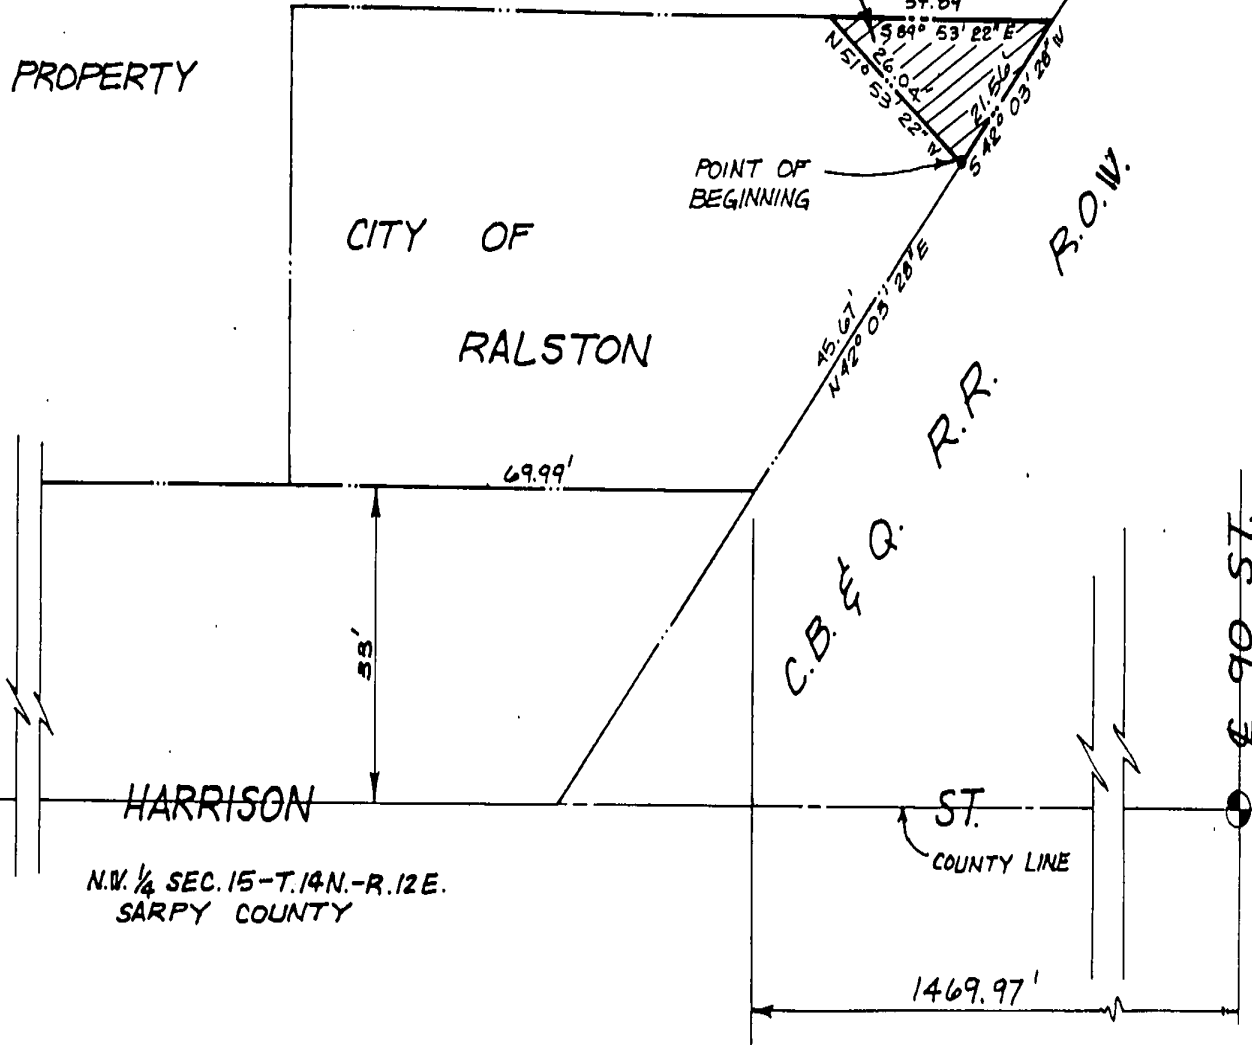 S 89° 53' 22" E
PROPERTY
26.04'
N 51° 53' 22" W
21.56'
S 42° 03' 28" W
POINT OF
BEGINNING
CITY OF
RALSTON
R.O.W.
45.67'
N 42° 03' 28" E
R.R.
69.99'
C.B. & Q.
33'
℄ 90 ST.
HARRISON ST.
COUNTY LINE
N.W. ¼ SEC. 15-T.14N.-R.12E.
SARPY COUNTY
1469.97'